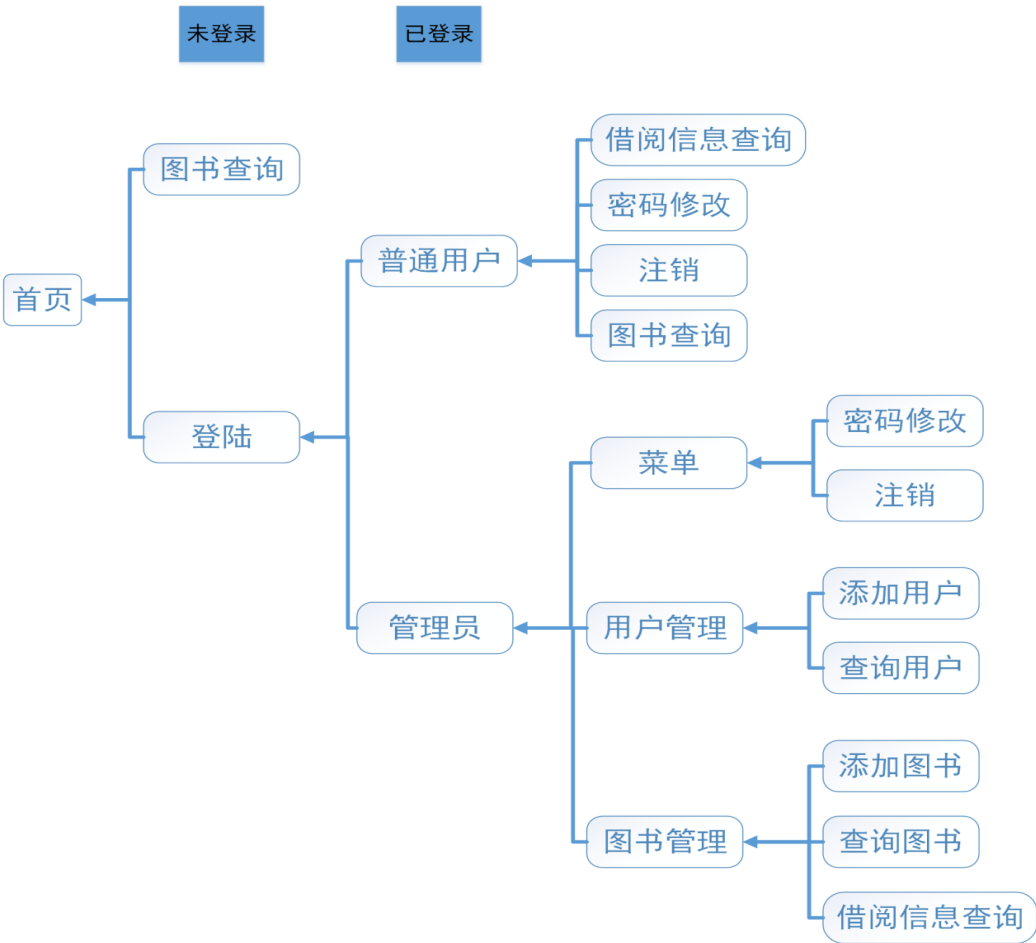 未登录
已登录
首页
图书查询
登陆
普通用户
借阅信息查询
密码修改
注销
图书查询
管理员
菜单
密码修改
注销
用户管理
添加用户
查询用户
图书管理
添加图书
查询图书
借阅信息查询